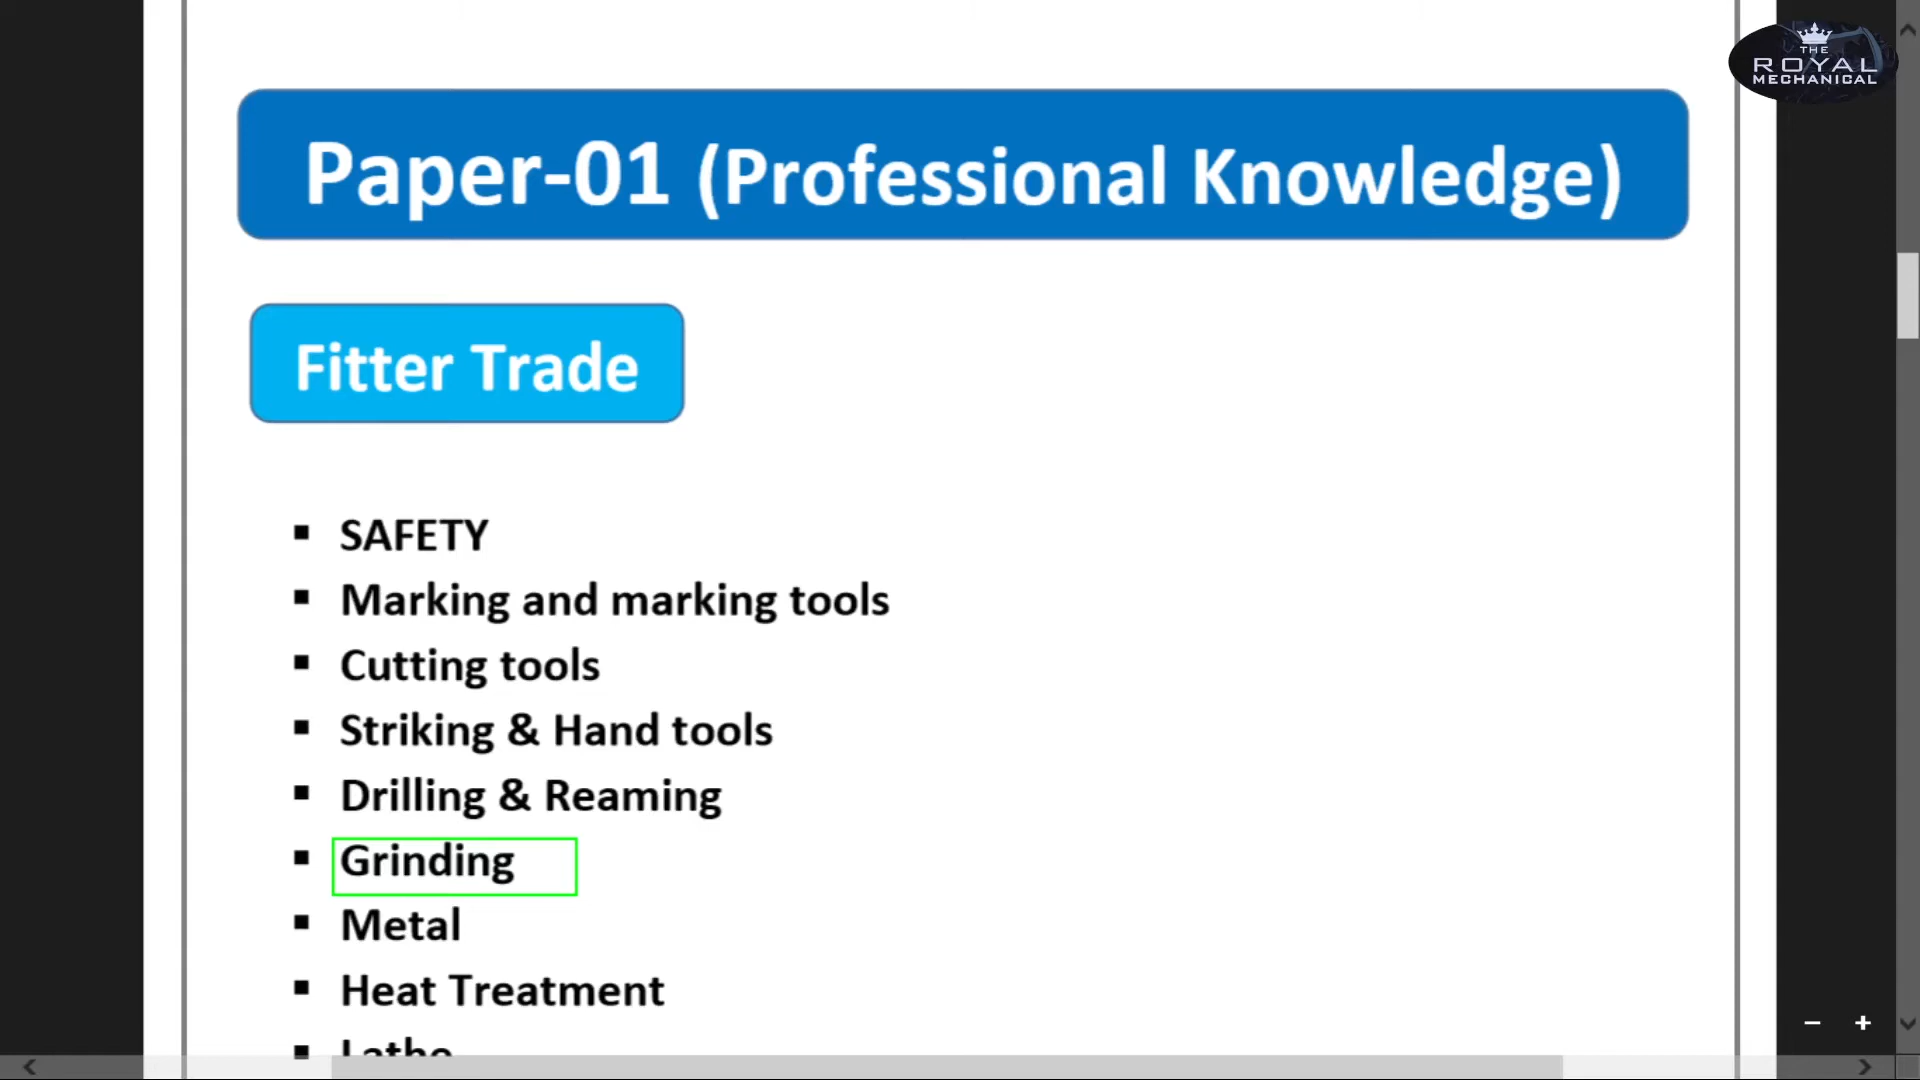 THE
ROYAL
MECHANICAL
Paper-01 (Professional Knowledge)
Fitter Trade
▪ SAFETY
▪ Marking and marking tools
▪ Cutting tools
▪ Striking & Hand tools
▪ Drilling & Reaming
▪ Grinding
▪ Metal
▪ Heat Treatment
▪ Lathe